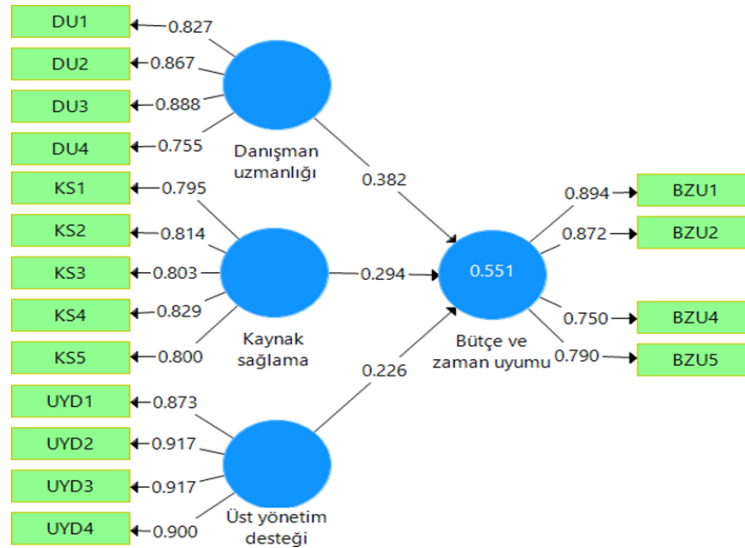 DU1
0.827
DU2
0.867
DU3
0.888
DU4
0.755
Danışman
uzmanlığı
0.382
KS1
0.795
KS2
0.814
KS3
0.803
KS4
0.829
KS5
0.800
Kaynak
sağlama
0.294
UYD1
0.873
UYD2
0.917
UYD3
0.917
UYD4
0.900
Üst yönetim
desteği
0.226
0.551
Bütçe ve
zaman uyumu
0.894
BZU1
0.872
BZU2
0.750
BZU4
0.790
BZU5